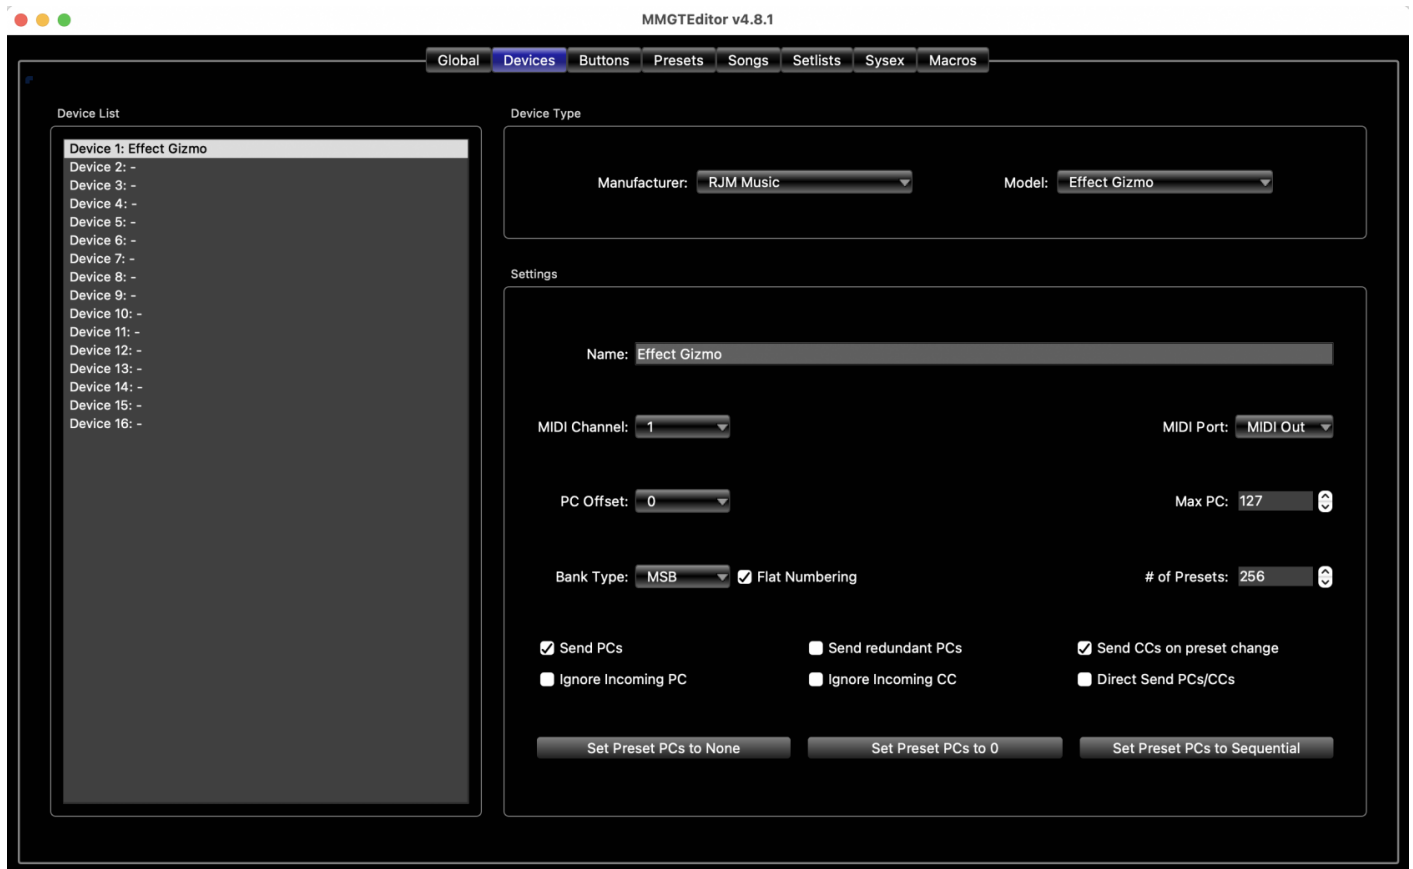 MMGTEditor v4.8.1
Global Devices Buttons Presets Songs Setlists Sysex Macros
Device List
Device 1: Effect Gizmo
Device 2: -
Device 3: -
Device 4: -
Device 5: -
Device 6: -
Device 7: -
Device 8: -
Device 9: -
Device 10: -
Device 11: -
Device 12: -
Device 13: -
Device 14: -
Device 15: -
Device 16: -
Device Type
Manufacturer: RJM Music Model: Effect Gizmo
Settings
Name: Effect Gizmo
MIDI Channel: 1 MIDI Port: MIDI Out
PC Offset: 0 Max PC: 127
Bank Type: MSB Flat Numbering # of Presets: 256
Send PCs Send redundant PCs Send CCs on preset change
Ignore Incoming PC Ignore Incoming CC Direct Send PCs/CCs
Set Preset PCs to None Set Preset PCs to 0 Set Preset PCs to Sequential